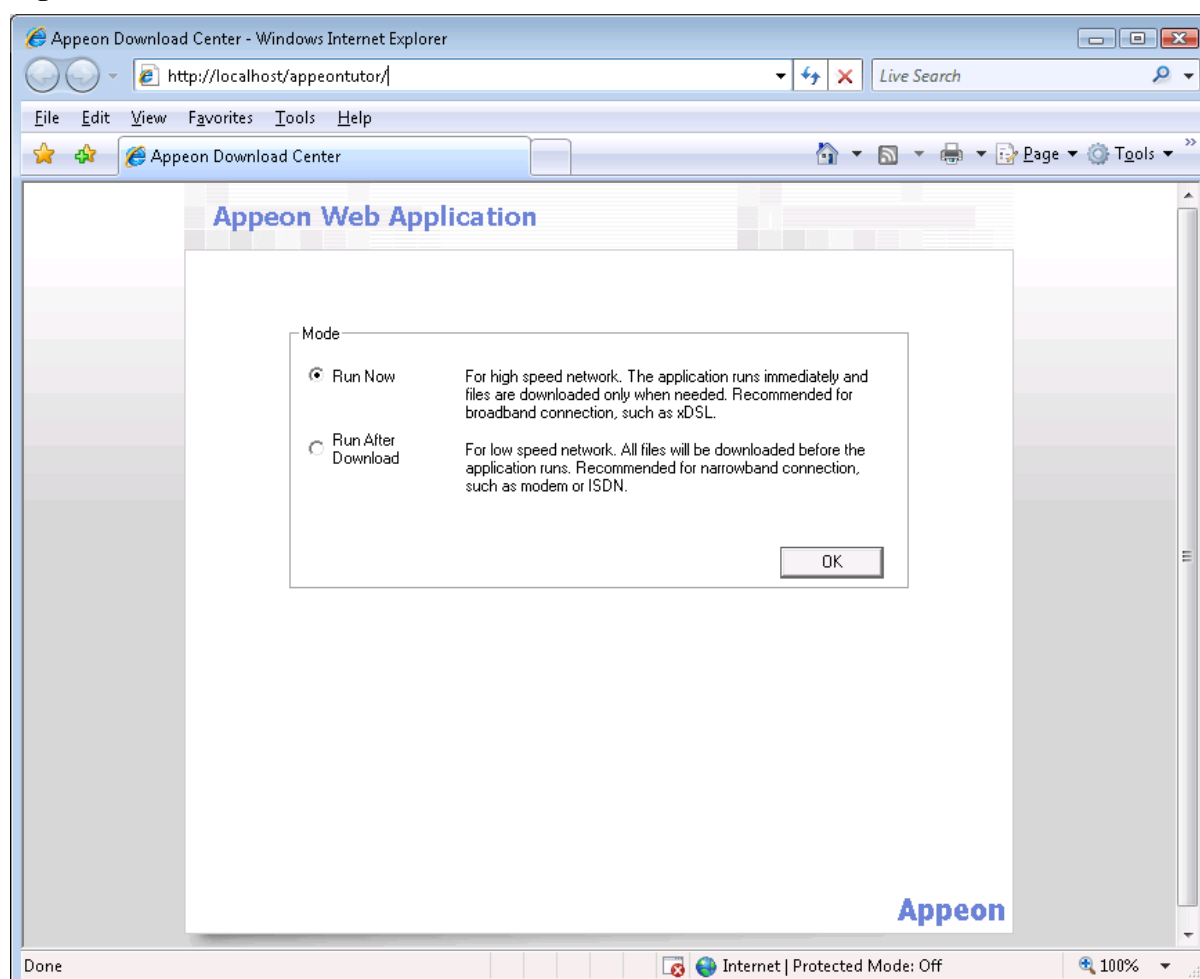 Appeon Download Center - Windows Internet Explorer
http://localhost/appeontutor/
Live Search
File Edit View Favorites Tools Help
Appeon Download Center
Page Tools
Appeon Web Application
Mode
Run Now
For high speed network. The application runs immediately and
files are downloaded only when needed. Recommended for
broadband connection, such as xDSL.
Run After
Download
For low speed network. All files will be downloaded before the
application runs. Recommended for narrowband connection,
such as modem or ISDN.
OK
Appeon
Done
Internet | Protected Mode: Off
100%